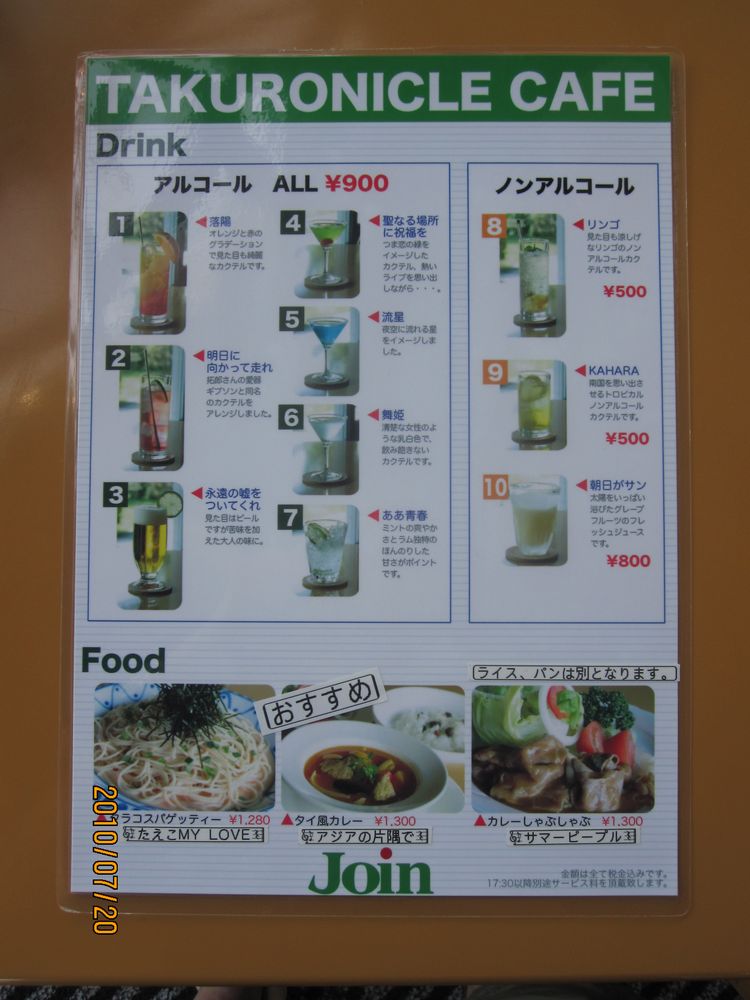 TAKURONICLE CAFE
Drink
アルコール ALL ¥900
1
落陽
オレンジと赤の
グラデーション
で見た目も綺麗
なカクテルです。
2
明日に
向かって走れ
拓郎さんの愛器
ギブソンと同名
のカクテルを
アレンジしました。
3
永遠の嘘を
ついてくれ
見た目はビール
ですが苦味を加
えた大人の味に。
4
聖なる場所
に祝福を
つま恋の緑を
イメージした
カクテル、熱い
ライブを思い出
しながら・・・。
5
流星
夜空に流れる星
をイメージしま
した。
6
舞姫
清楚な女性のよ
うな乳白色で、
飲み飽きない
カクテルです。
7
ああ青春
ミントの爽やか
さとラム独特の
ほんのりした
甘さがポイント
です。
ノンアルコール
8
リンゴ
見た目も涼しげ
なリンゴのノン
アルコールカク
テルです。
¥500
9
KAHARA
南国を思い出さ
せるトロピカル
ノンアルコール
カクテルです。
¥500
10
朝日がサン
太陽をいっぱい
浴びたグレープ
フルーツのフレ
ッシュジュース
です。
¥800
Food
おすすめ
ライス、パンは別となります。
タラコスパゲッティー ¥1,280
たえこMY LOVE
タイ風カレー ¥1,300
アジアの片隅で
カレーしゃぶしゃぶ ¥1,300
サマーピープル
Join
金額は全て税金込みです。
17:30以降別途サービス料を頂戴致します。
2010/07/20